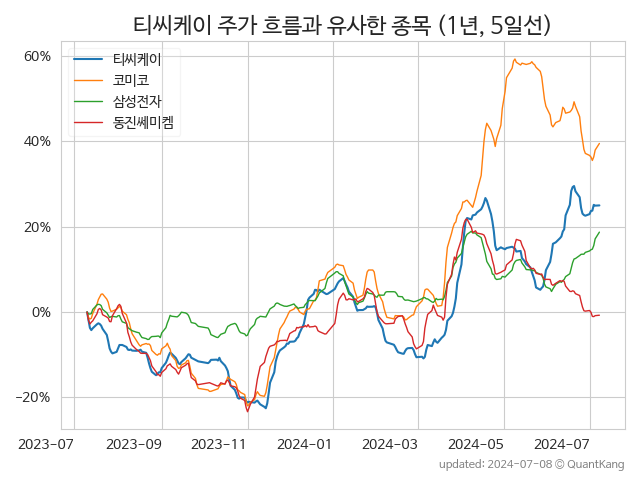 티씨케이 주가 흐름과 유사한 종목 (1년, 5일선)
60%
40%
20%
0%
−20%
티씨케이
코미코
삼성전자
동진쎄미켐
2023-07 2023-09 2023-11 2024-01 2024-03 2024-05 2024-07
updated: 2024-07-08 © QuantKang